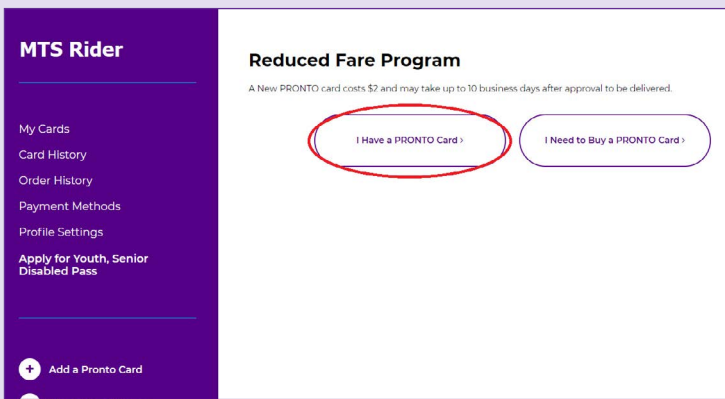 MTS Rider
My Cards
Card History
Order History
Payment Methods
Profile Settings
Apply for Youth, Senior
Disabled Pass
Add a Pronto Card
Reduced Fare Program
A New PRONTO card costs $2 and may take up to 10 business days after approval to be delivered.
I Have a PRONTO Card ›
I Need to Buy a PRONTO Card ›